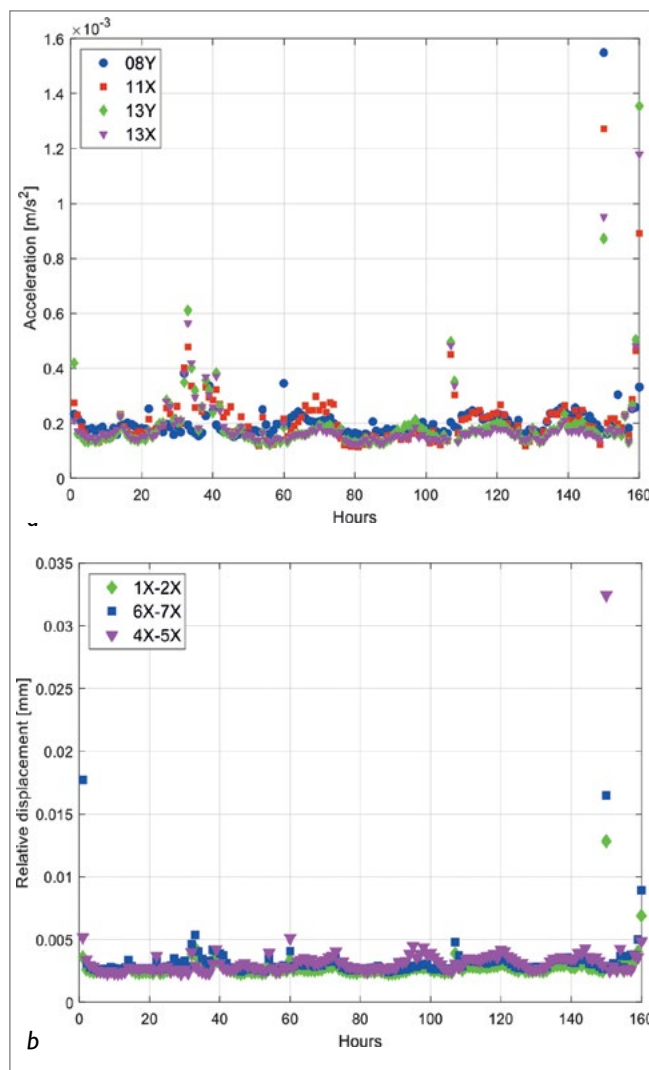 ×10⁻³
1.6
08Y
11X
1.4
13Y
13X
1.2
1
Acceleration [m/s²]
0.8
0.6
0.4
0.2
0
0 20 40 60 80 100 120 140 160
Hours
0.035
1X-2X
6X-7X
0.03
4X-5X
0.025
0.02
Relative displacement [mm]
0.015
0.01
0.005
0
0 20 40 60 80 100 120 140 160
Hours
b